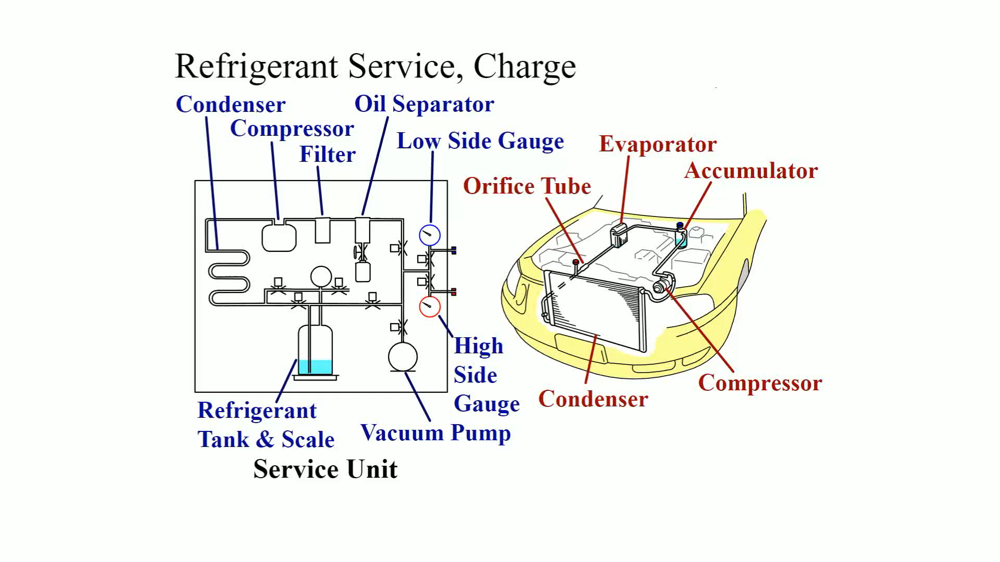 Refrigerant Service, Charge
Condenser
Oil Separator
Compressor
Filter
Low Side Gauge
Evaporator
Accumulator
Orifice Tube
High
Side
Gauge
Compressor
Condenser
Refrigerant
Tank & Scale
Vacuum Pump
Service Unit